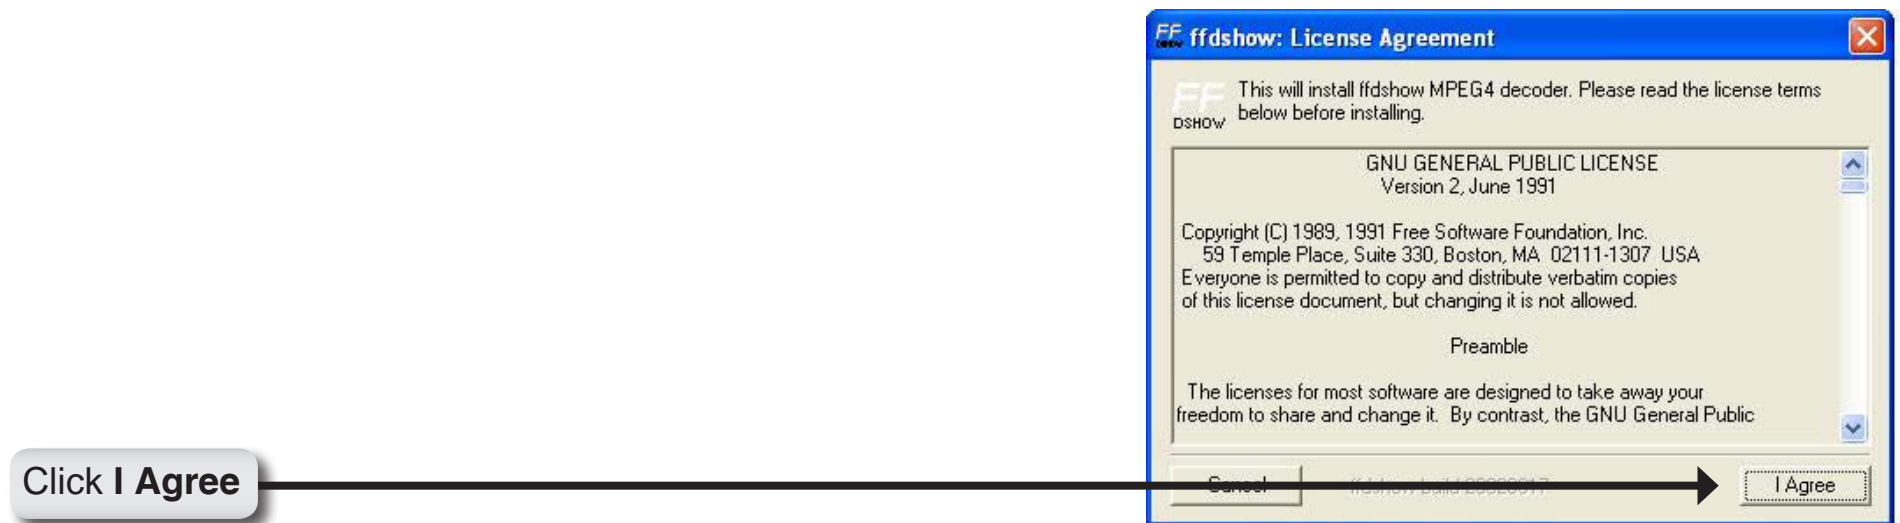 ffdshow: License Agreement
This will install ffdshow MPEG4 decoder. Please read the license terms
below before installing.
FF
DSHOW
GNU GENERAL PUBLIC LICENSE
Version 2, June 1991
Copyright (C) 1989, 1991 Free Software Foundation, Inc.
59 Temple Place, Suite 330, Boston, MA 02111-1307 USA
Everyone is permitted to copy and distribute verbatim copies
of this license document, but changing it is not allowed.
Preamble
The licenses for most software are designed to take away your
freedom to share and change it. By contrast, the GNU General Public
Click I Agree
Cancel
ffdshow build
I Agree